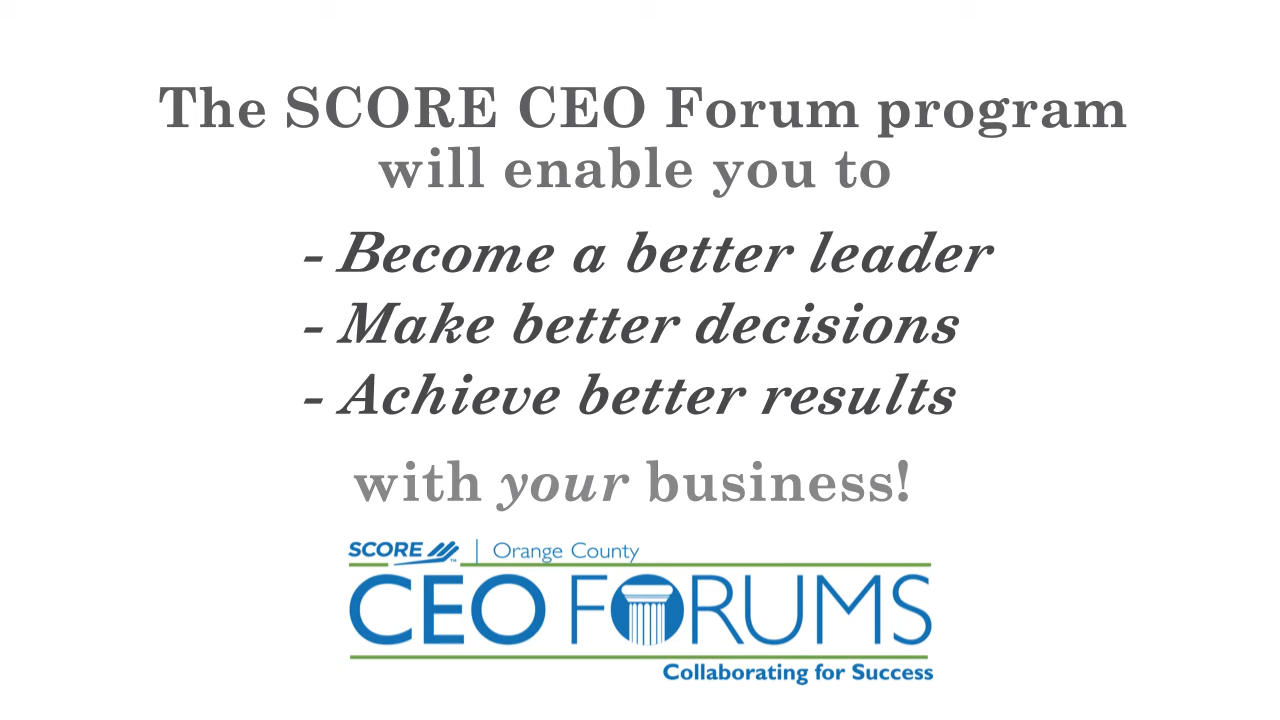 The SCORE CEO Forum program
will enable you to
- Become a better leader
- Make better decisions
- Achieve better results
with your business!
SCORE ™ | Orange County
CEO FORUMS
Collaborating for Success